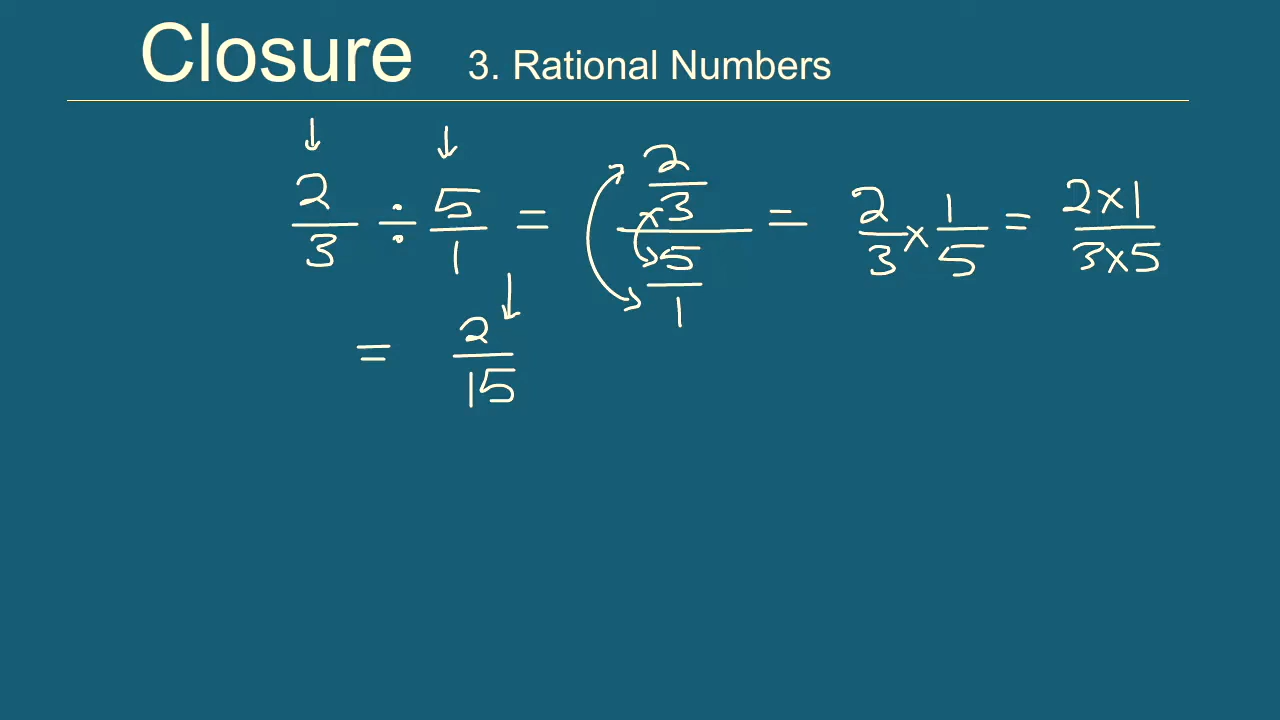 Closure 3. Rational Numbers
2/3 ÷ 5/1 = (2/3)/(5/1) = 2/3 × 1/5 = 2×1/3×5
= 2/15